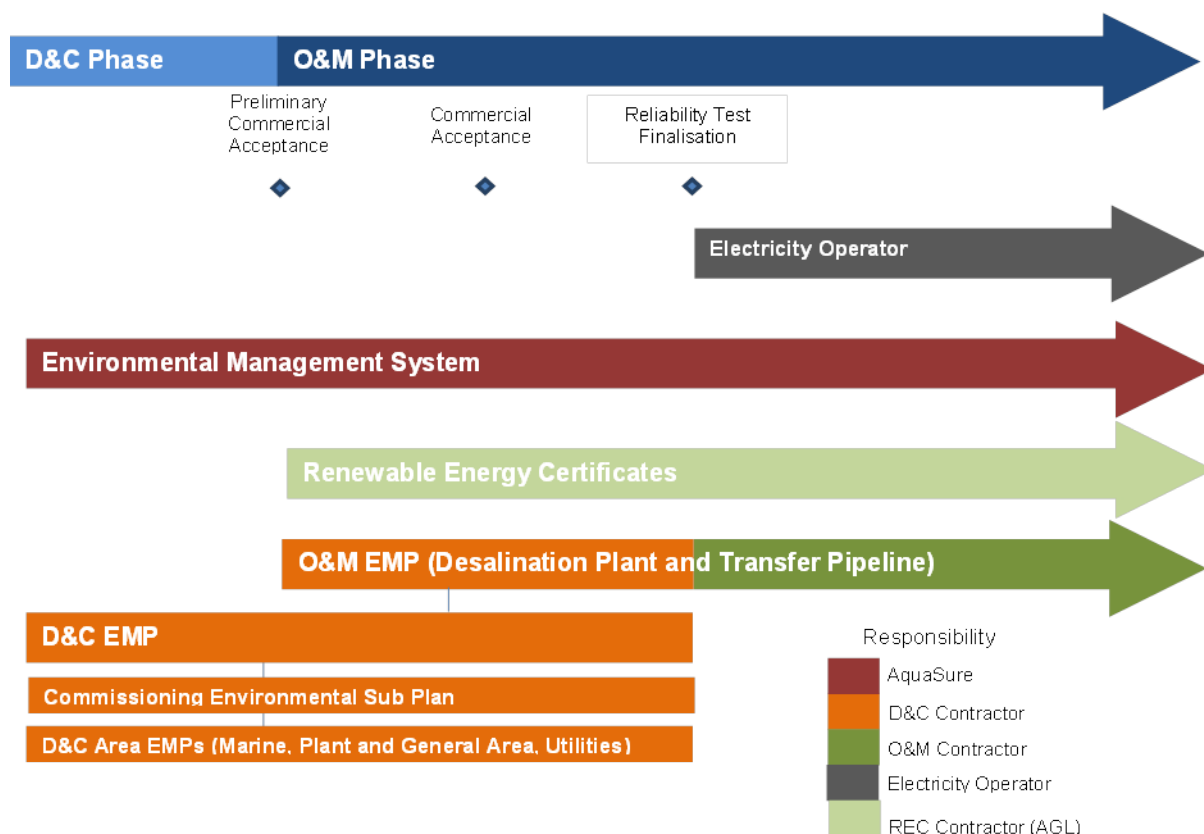 D&C Phase
O&M Phase
Preliminary
Commercial
Acceptance
Commercial
Acceptance
Reliability Test
Finalisation
Electricity Operator
Environmental Management System
Renewable Energy Certificates
O&M EMP (Desalination Plant and Transfer Pipeline)
D&C EMP
Commissioning Environmental Sub Plan
D&C Area EMPs (Marine, Plant and General Area, Utilities)
Responsibility
AquaSure
D&C Contractor
O&M Contractor
Electricity Operator
REC Contractor (AGL)